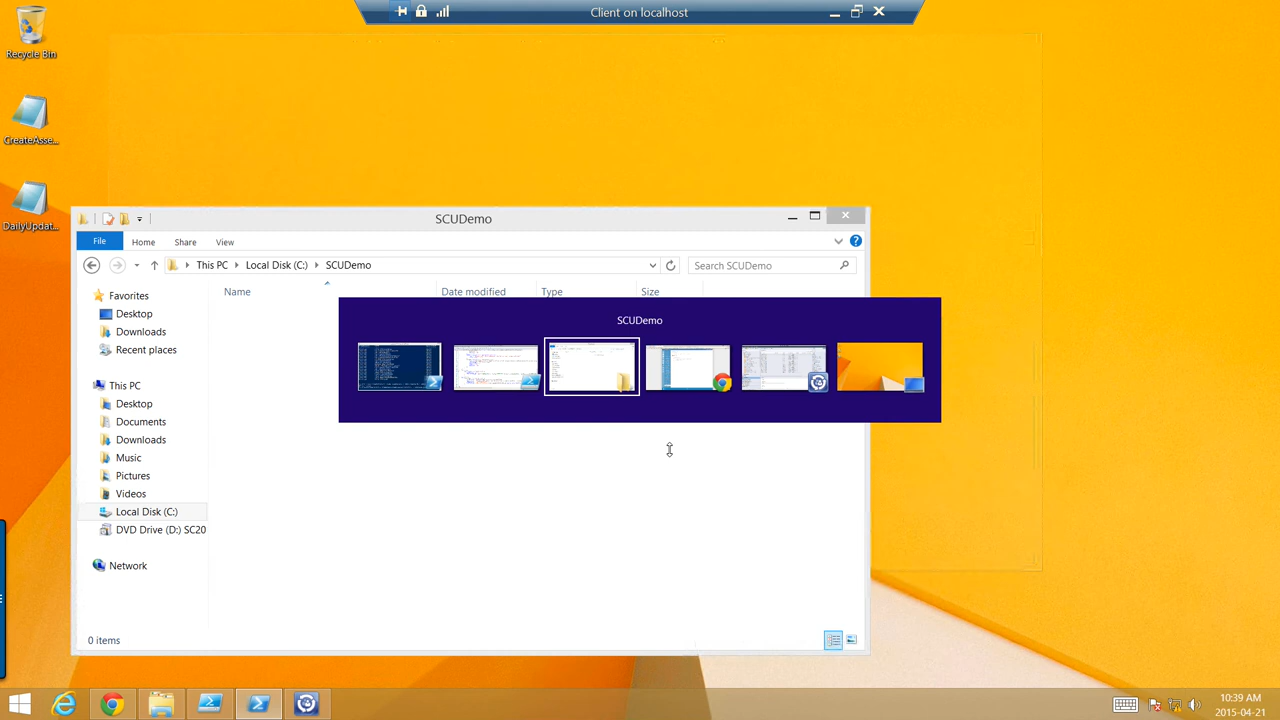 Client on localhost
Recycle Bin
CreateAsse...
DailyUpdat...
SCUDemo
File Home Share View
This PC Local Disk (C:) SCUDemo
Search SCUDemo
Name Date modified Type Size
Favorites
Desktop
Downloads
Recent places
This PC
Desktop
Documents
Downloads
Music
Pictures
Videos
Local Disk (C:)
DVD Drive (D:) SC20
Network
0 items
SCUDemo
10:39 AM
2015-04-21